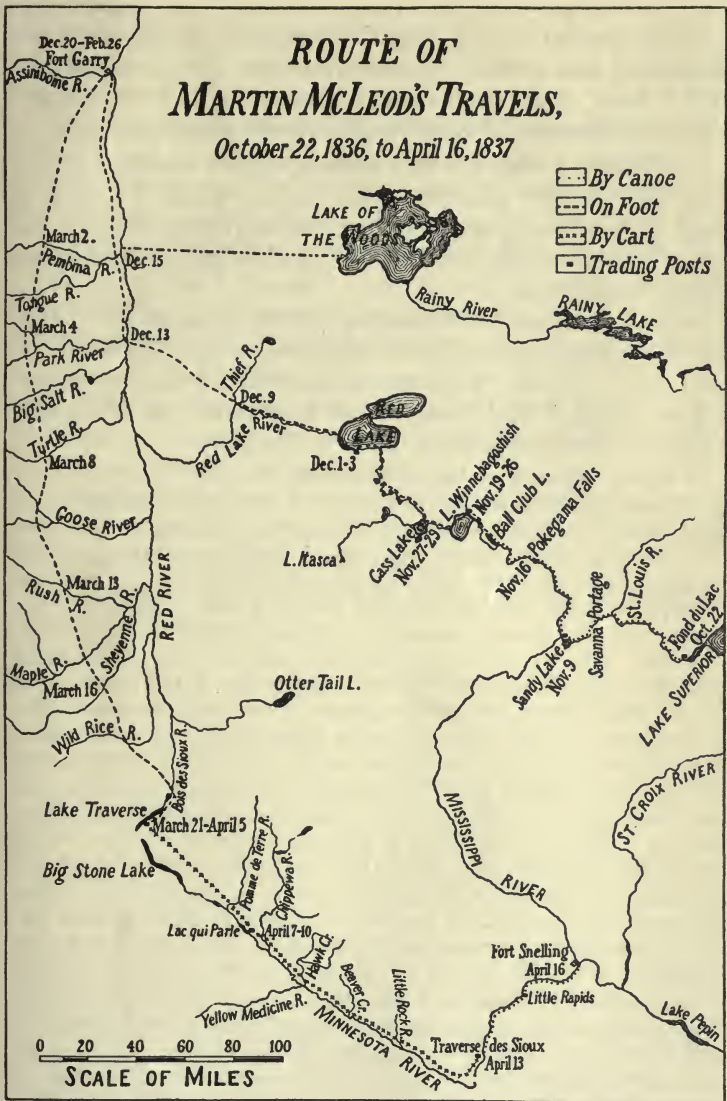 ROUTE OF
MARTIN MCLEOD'S TRAVELS,
October 22, 1836, to April 16, 1837
By Canoe
On Foot
By Cart
Trading Posts
Dec. 20-Feb. 26
Fort Garry
Assiniboine R.
LAKE OF
THE WOODS
March 2.
Pembina R.
Dec. 15
Tongue R.
Rainy River
RAINY LAKE
March 4
Park River
Dec. 13
Big Salt R.
Thief R.
Dec. 9
Turtle R.
Red Lake River
RED
LAKE
Dec. 1-3
March 8
Goose River
L. Itasca
Cass Lake
Nov. 27-29
L. Winnebagoshish
Nov. 19-26
Ball Club L.
Nov. 16
Pokegama Falls
RED RIVER
March 13
Rush R.
Sheyenne R.
Maple R.
March 16
Wild Rice R.
Otter Tail L.
Sandy Lake
Nov. 9
Savanna Portage
St. Louis R.
Fond du Lac
Oct. 22
LAKE SUPERIOR
Bois des Sioux R.
Lake Traverse
March 21-April 5
Big Stone Lake
Pomme de Terre R.
Chippewa R.
MISSISSIPPI
RIVER
ST. CROIX RIVER
Lac qui Parle
April 7-10
Hawk Cr.
Beaver Cr.
Little Rock R.
Yellow Medicine R.
MINNESOTA
RIVER
Fort Snelling
April 16
Little Rapids
Lake Pepin
Traverse des Sioux
April 13
0 20 40 60 80 100
SCALE OF MILES